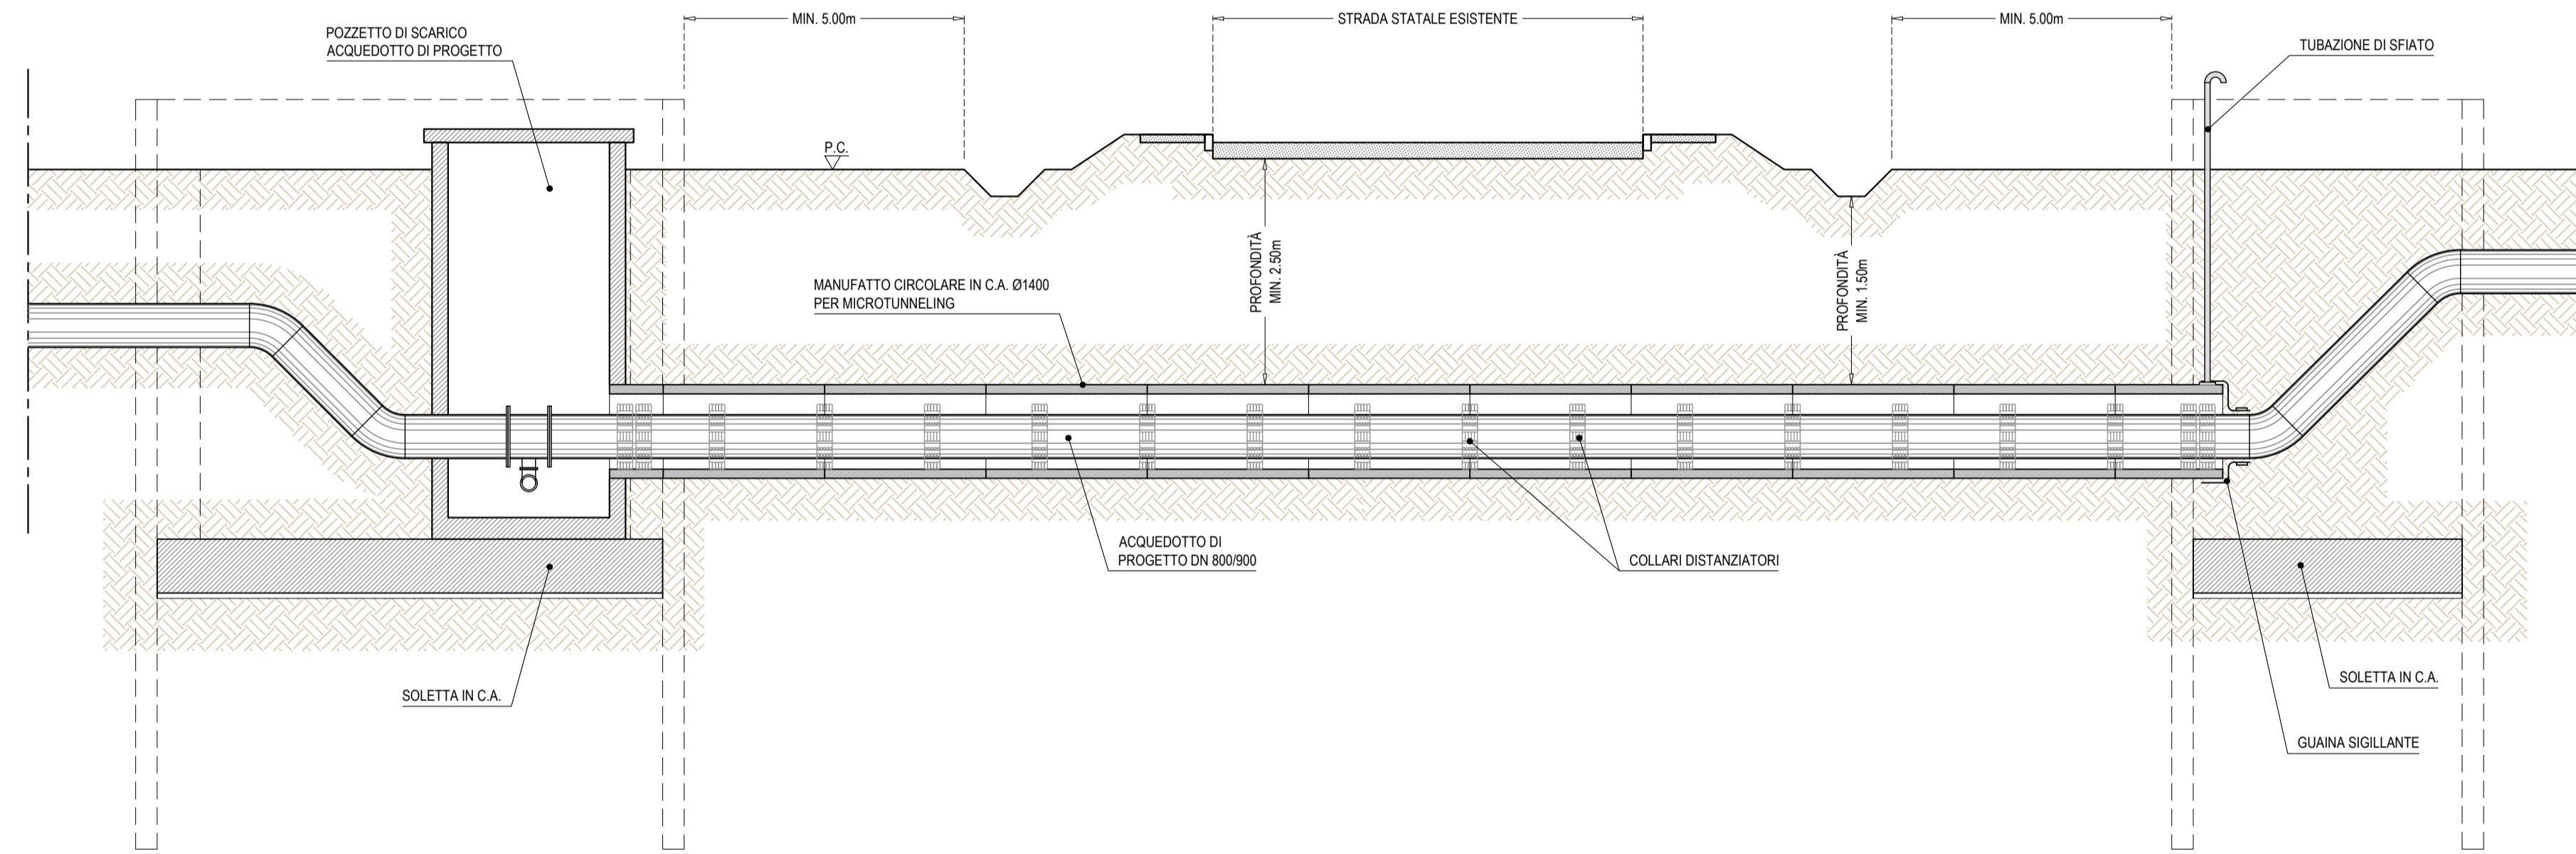 MIN. 5.00m
STRADA STATALE ESISTENTE
MIN. 5.00m
POZZETTO DI SCARICO
ACQUEDOTTO DI PROGETTO
TUBAZIONE DI SFIATO
P.C.
PROFONDITÀ
MIN. 2.50m
PROFONDITÀ
MIN. 1.50m
MANUFATTO CIRCOLARE IN C.A. Ø1400
PER MICROTUNNELING
ACQUEDOTTO DI
PROGETTO DN 800/900
COLLARI DISTANZIATORI
SOLETTA IN C.A.
SOLETTA IN C.A.
GUAINA SIGILLANTE